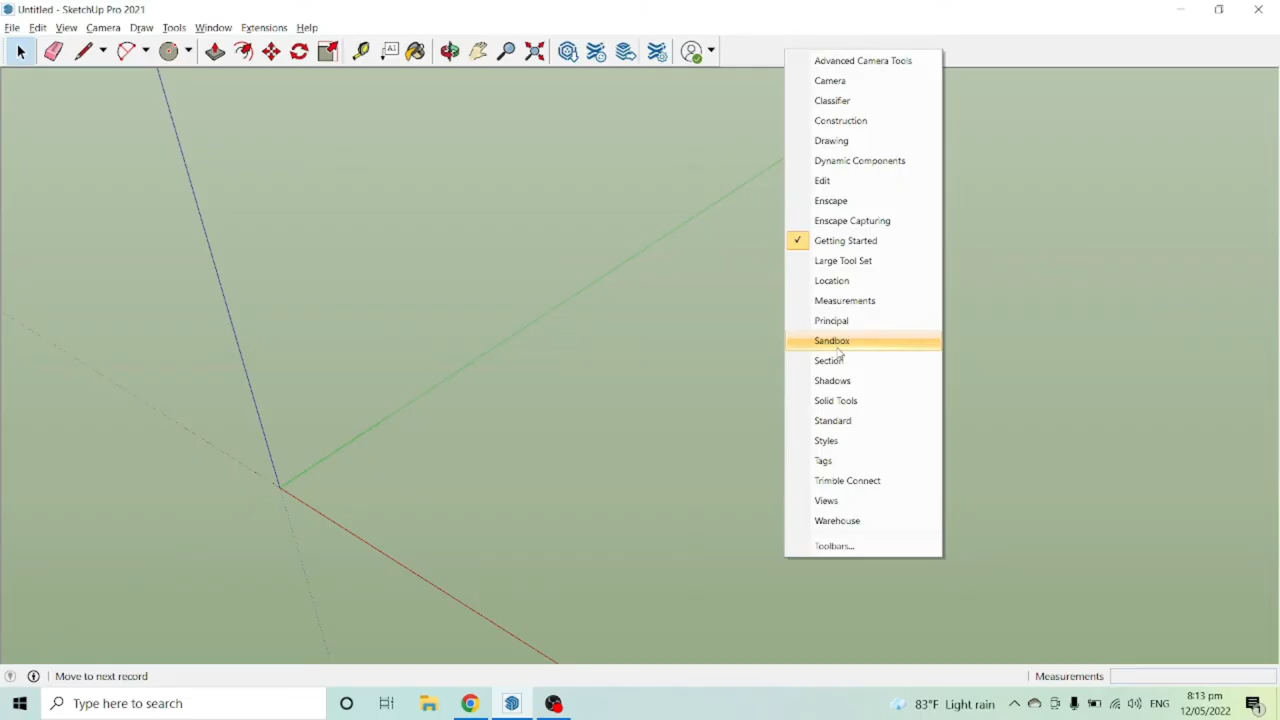 Untitled - SketchUp Pro 2021
File Edit View Camera Draw Tools Window Extensions Help
Advanced Camera Tools
Camera
Classifier
Construction
Drawing
Dynamic Components
Edit
Enscape
Enscape Capturing
Getting Started
Large Tool Set
Location
Measurements
Principal
Sandbox
Section
Shadows
Solid Tools
Standard
Styles
Tags
Trimble Connect
Views
Warehouse
Toolbars...
Move to next record
Measurements
Type here to search
83°F Light rain
ENG
8:13 pm
12/05/2022
1